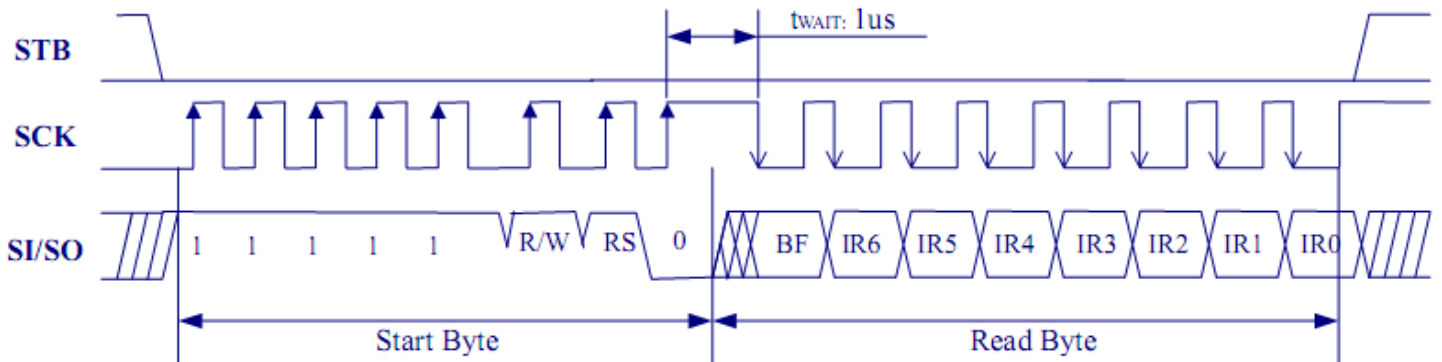 tWAIT: 1us
STB
SCK
SI/SO 1 1 1 1 1 R/W RS 0 BF IR6 IR5 IR4 IR3 IR2 IR1 IR0
Start Byte Read Byte